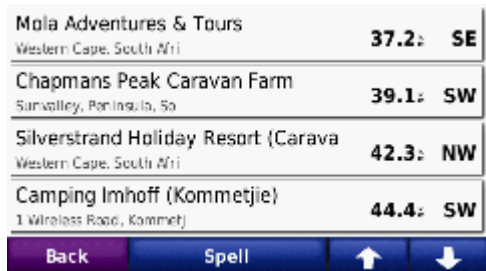 Mola Adventures & Tours
37.2 SE
Western Cape, South Afri
Chapmans Peak Caravan Farm
39.1 SW
Sunvalley, Peninsula, So
Silverstrand Holiday Resort (Carava
42.3 NW
Western Cape, South Afri
Camping Imhoff (Kommetjie)
44.4 SW
1 Wireless Road, Kommetj
Back Spell